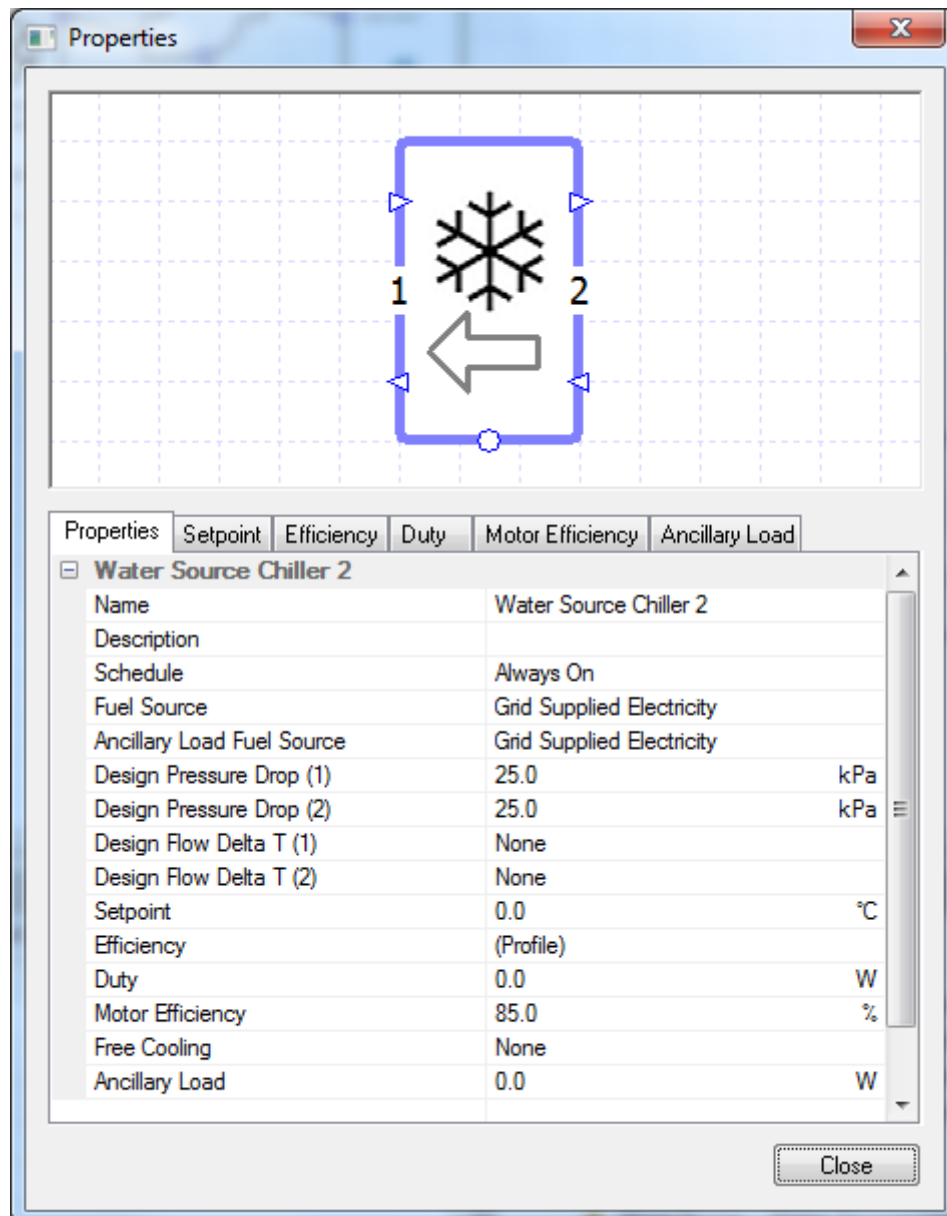 Properties
1 2
Properties Setpoint Efficiency Duty Motor Efficiency Ancillary Load
Water Source Chiller 2
Name Water Source Chiller 2
Description
Schedule Always On
Fuel Source Grid Supplied Electricity
Ancillary Load Fuel Source Grid Supplied Electricity
Design Pressure Drop (1) 25.0 kPa
Design Pressure Drop (2) 25.0 kPa
Design Flow Delta T (1) None
Design Flow Delta T (2) None
Setpoint 0.0 °C
Efficiency (Profile)
Duty 0.0 W
Motor Efficiency 85.0 %
Free Cooling None
Ancillary Load 0.0 W
Close